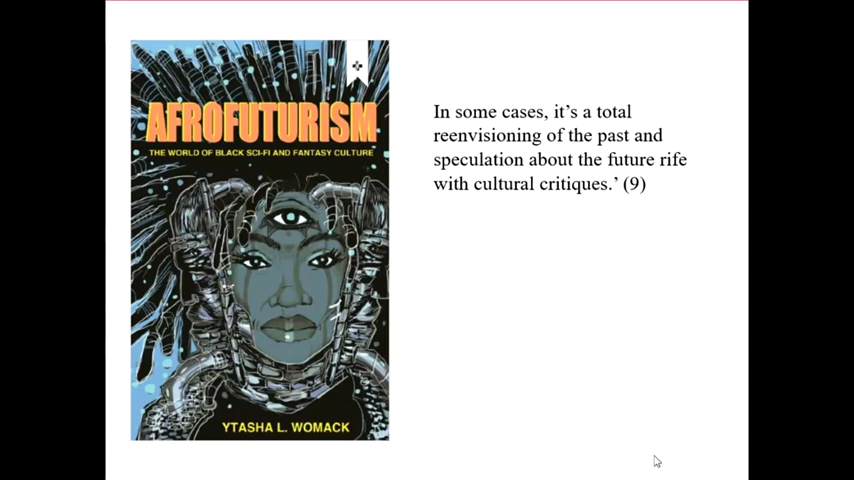 AFROFUTURISM
THE WORLD OF BLACK SCI-FI AND FANTASY CULTURE
YTASHA L. WOMACK
In some cases, it’s a total
reenvisioning of the past and
speculation about the future rife
with cultural critiques.’ (9)